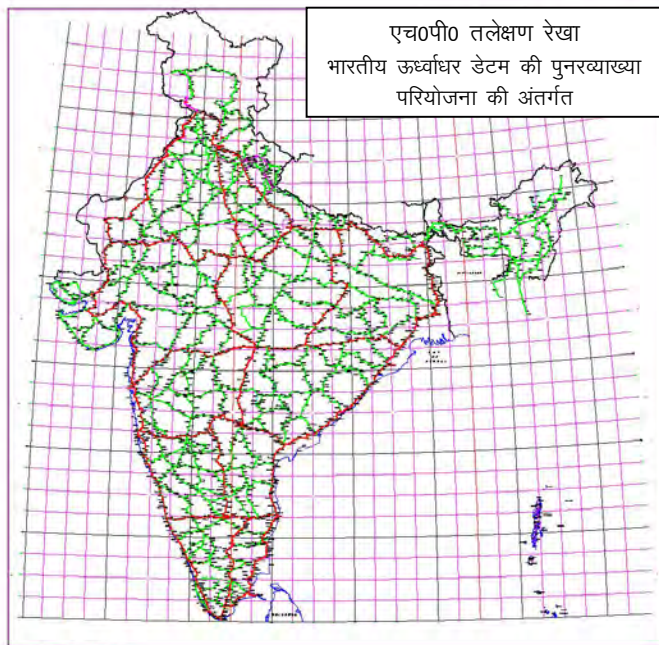 एच0पी0 तलेक्षण रेखा
भारतीय ऊर्ध्वाधर डेटम की पुनरव्याख्या
परियोजना की अंतर्गत